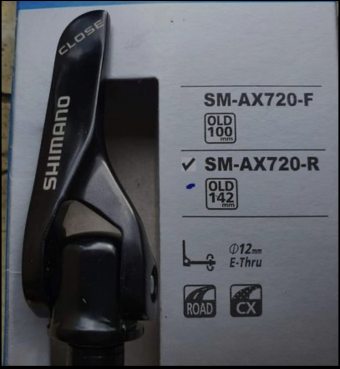 CLOSE
SHIMANO
SM-AX720-F
OLD
100
mm
✓ SM-AX720-R
OLD
142
mm
Φ12mm
E-Thru
ROAD
CX